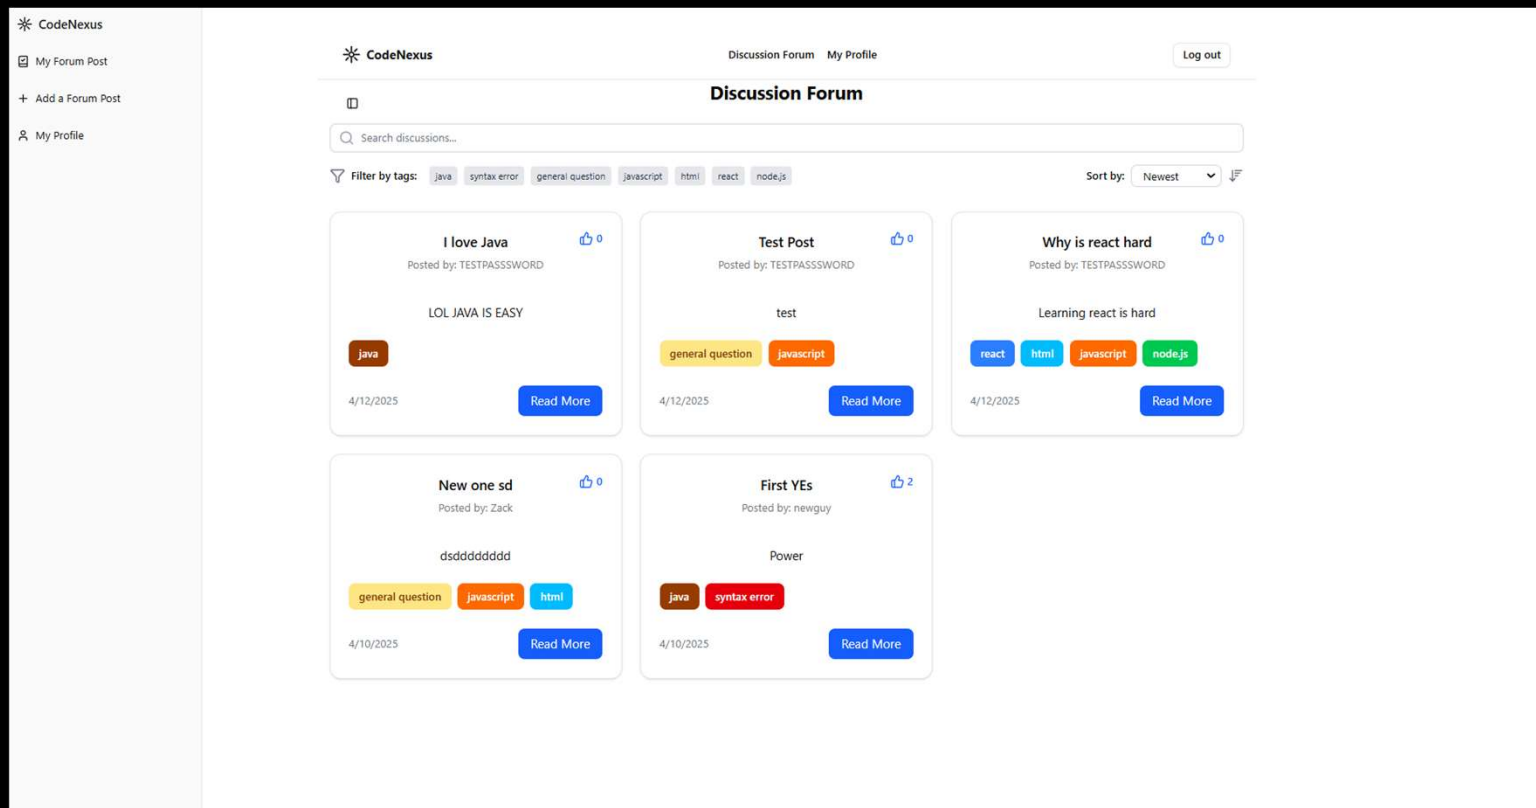 CodeNexus
My Forum Post
Add a Forum Post
My Profile
CodeNexus
Discussion Forum My Profile
Log out
Discussion Forum
Search discussions...
Filter by tags: java syntax error general question javascript html react node.js
Sort by: Newest
I love Java
0
Posted by: TESTPASSSWORD
LOL JAVA IS EASY
java
4/12/2025
Read More
Test Post
0
Posted by: TESTPASSSWORD
test
general question javascript
4/12/2025
Read More
Why is react hard
0
Posted by: TESTPASSSWORD
Learning react is hard
react html javascript node.js
4/12/2025
Read More
New one sd
0
Posted by: Zack
dsddddddddd
general question javascript html
4/10/2025
Read More
First YEs
2
Posted by: newguy
Power
java syntax error
4/10/2025
Read More